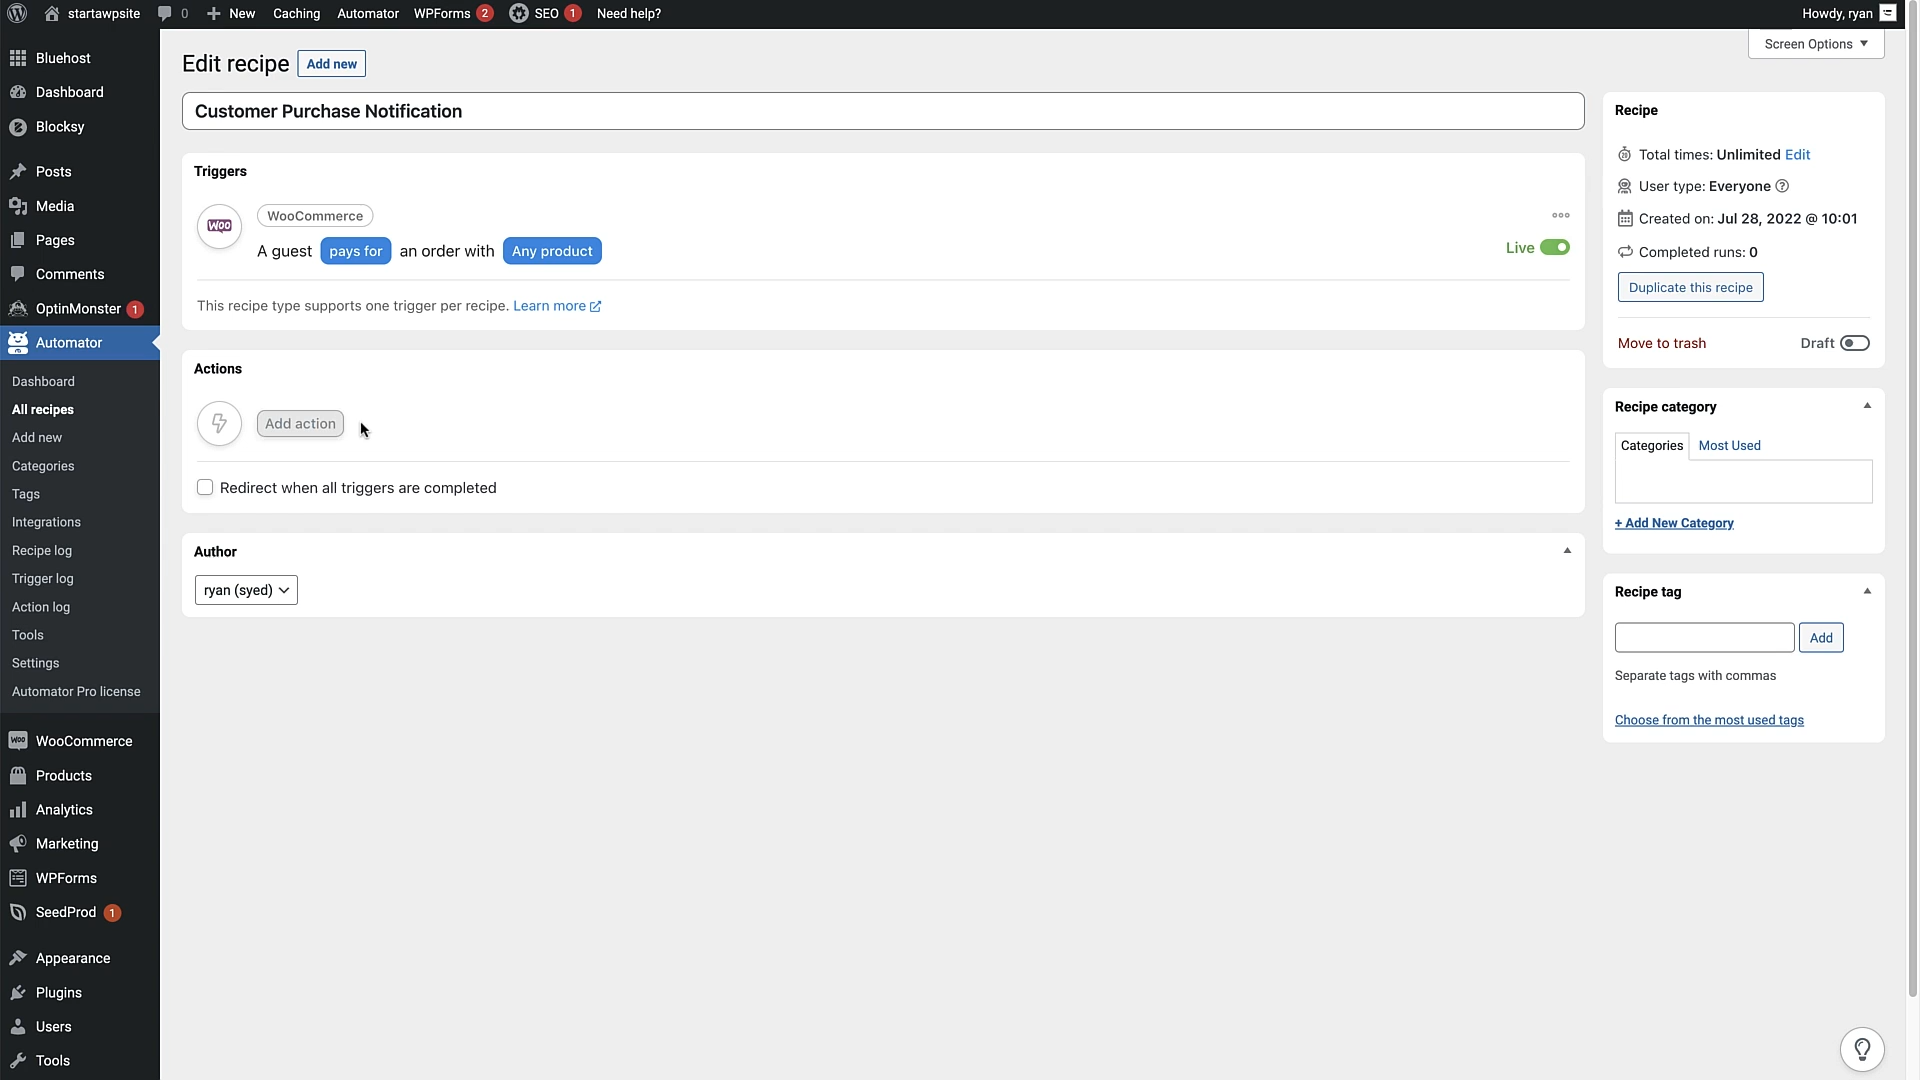 startawpsite 0 New Caching Automator WPForms 2 SEO 1 Need help? Howdy, ryan
Screen Options
Bluehost
Dashboard
Blocksy
Posts
Media
Pages
Comments
OptinMonster 1
Automator
Dashboard
All recipes
Add new
Categories
Tags
Integrations
Recipe log
Trigger log
Action log
Tools
Settings
Automator Pro license
WooCommerce
Products
Analytics
Marketing
WPForms
SeedProd 1
Appearance
Plugins
Users
Tools
Edit recipe Add new
Customer Purchase Notification
Triggers
Woo WooCommerce
A guest pays for an order with Any product
Live
This recipe type supports one trigger per recipe. Learn more
Actions
Add action
Redirect when all triggers are completed
Author
ryan (syed)
Recipe
Total times: Unlimited Edit
User type: Everyone
Created on: Jul 28, 2022 @ 10:01
Completed runs: 0
Duplicate this recipe
Move to trash Draft
Recipe category
Categories Most Used
+ Add New Category
Recipe tag
Add
Separate tags with commas
Choose from the most used tags